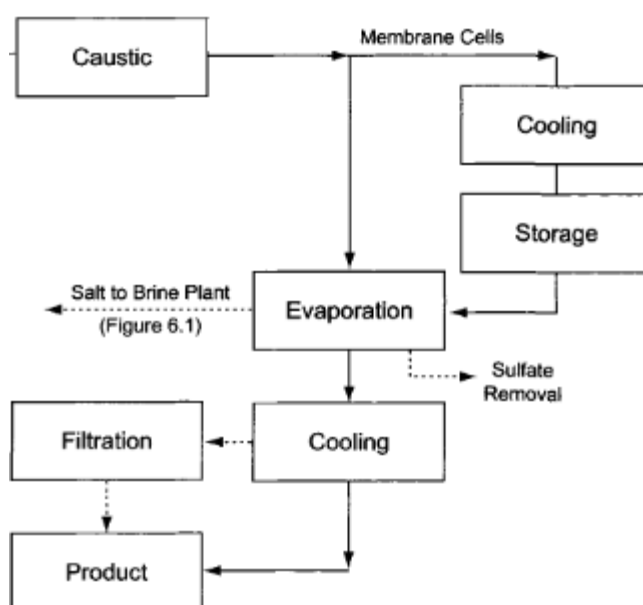 Caustic
Membrane Cells
Cooling
Storage
Salt to Brine Plant
(Figure 6.1)
Evaporation
Sulfate
Removal
Filtration
Cooling
Product